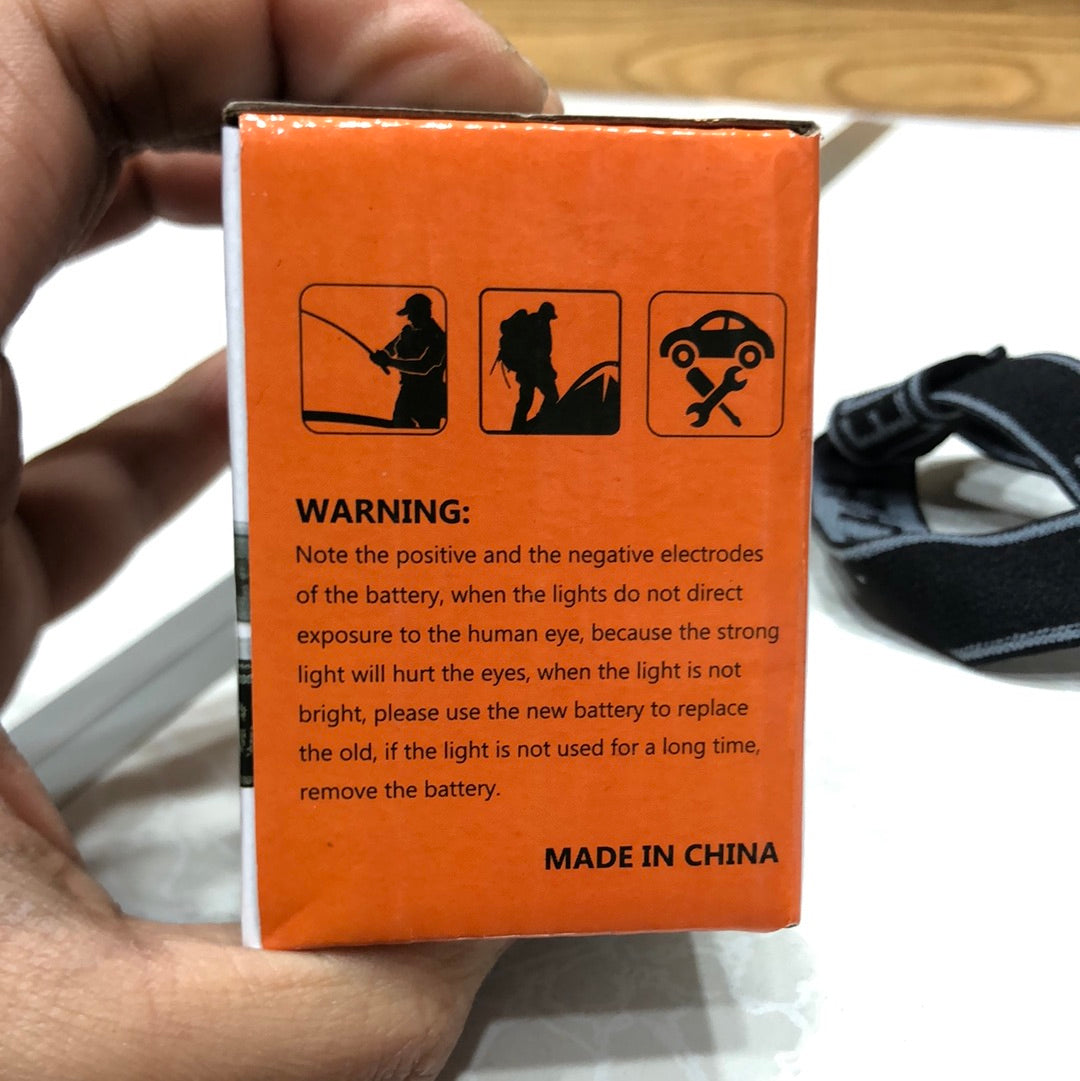 WARNING:
Note the positive and the negative electrodes
of the battery, when the lights do not direct
exposure to the human eye, because the strong
light will hurt the eyes, when the light is not
bright, please use the new battery to replace
the old, if the light is not used for a long time,
remove the battery.
MADE IN CHINA